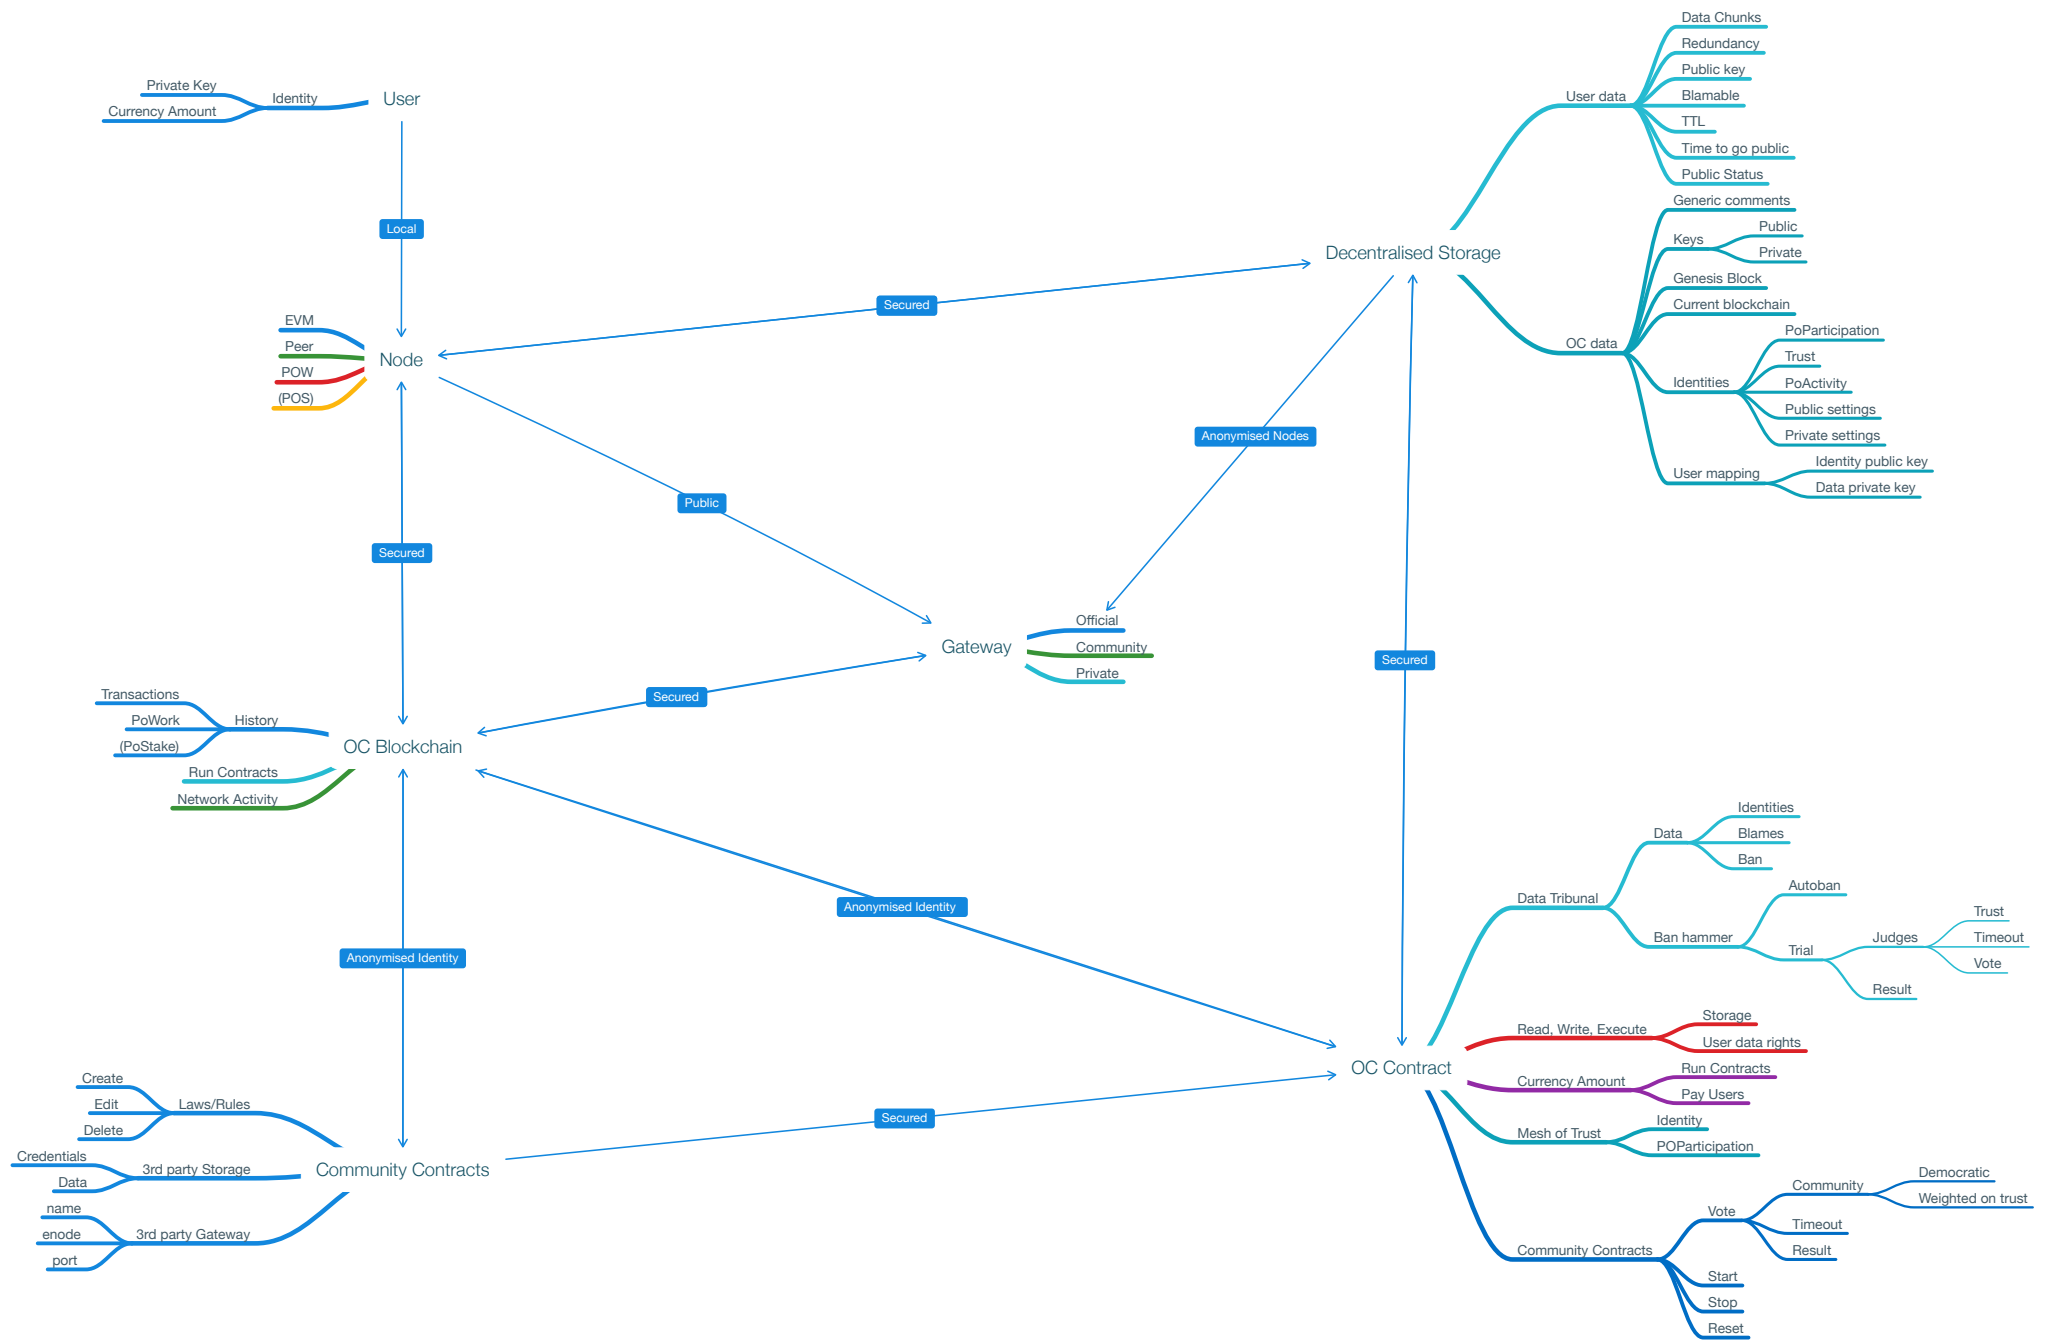 User
Identity
Private Key
Currency Amount
Local
Node
EVM
Peer
POW
(POS)
Secured
Public
Secured
Decentralised Storage
User data
Data Chunks
Redundancy
Public key
Blamable
TTL
Time to go public
Public Status
OC data
Generic comments
Keys
Public
Private
Genesis Block
Current blockchain
Identities
PoParticipation
Trust
PoActivity
Public settings
Private settings
User mapping
Identity public key
Data private key
Anonymised Nodes
Secured
Gateway
Official
Community
Private
Secured
OC Blockchain
History
Transactions
PoWork
(PoStake)
Run Contracts
Network Activity
Anonymised Identity
Anonymised Identity
Community Contracts
Laws/Rules
Create
Edit
Delete
3rd party Storage
Credentials
Data
3rd party Gateway
name
enode
port
Secured
OC Contract
Data Tribunal
Data
Identities
Blames
Ban
Ban hammer
Autoban
Trial
Judges
Trust
Timeout
Vote
Result
Read, Write, Execute
Storage
User data rights
Currency Amount
Run Contracts
Pay Users
Mesh of Trust
Identity
POParticipation
Community Contracts
Vote
Community
Democratic
Weighted on trust
Timeout
Result
Start
Stop
Reset